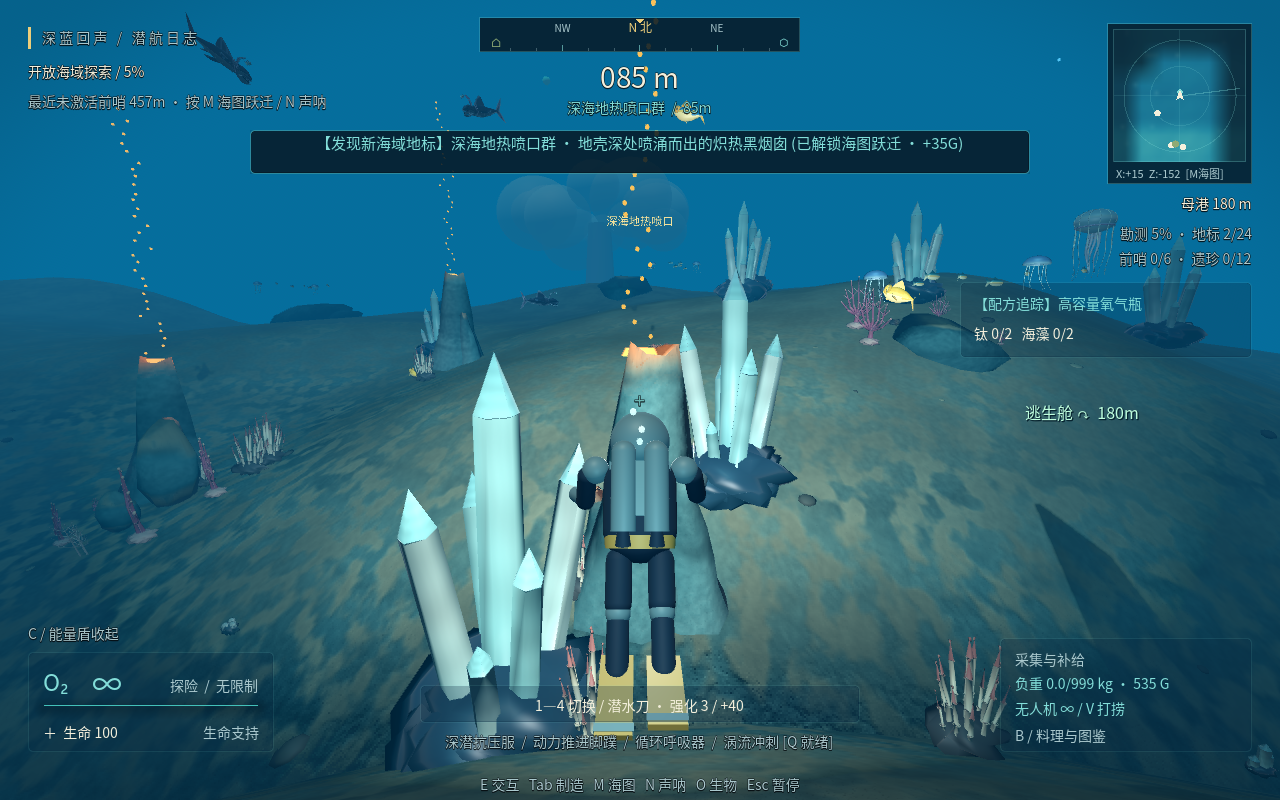 深蓝回声 / 潜航日志
开放海域探索 / 5%
最近未激活前哨 457m · 按 M 海图跃迁 / N 声呐
NW
N 北
NE
085 m
深海地热喷口群 / 85m
【发现新海域地标】深海地热喷口群 · 地壳深处喷涌而出的炽热黑烟囱 (已解锁海图跃迁 · +35G)
深海地热喷口
X:+15 Z:-152 [M海图]
母港 180 m
勘测 5% · 地标 2/24
前哨 0/6 · 遗珍 0/12
【配方追踪】高容量氧气瓶
钛 0/2 海藻 0/2
逃生舱 180m
C / 能量盾收起
O₂ ∞ 探险 / 无限制
+ 生命 100 生命支持
1—4 切换 / 潜水刀 · 强化 3 / +40
深潜抗压服 / 动力推进脚蹼 / 循环呼吸器 / 涡流冲刺 [Q 就绪]
E 交互 Tab 制造 M 海图 N 声呐 O 生物 Esc 暂停
采集与补给
负重 0.0/999 kg · 535 G
无人机 ∞ / V 打捞
B / 料理与图鉴